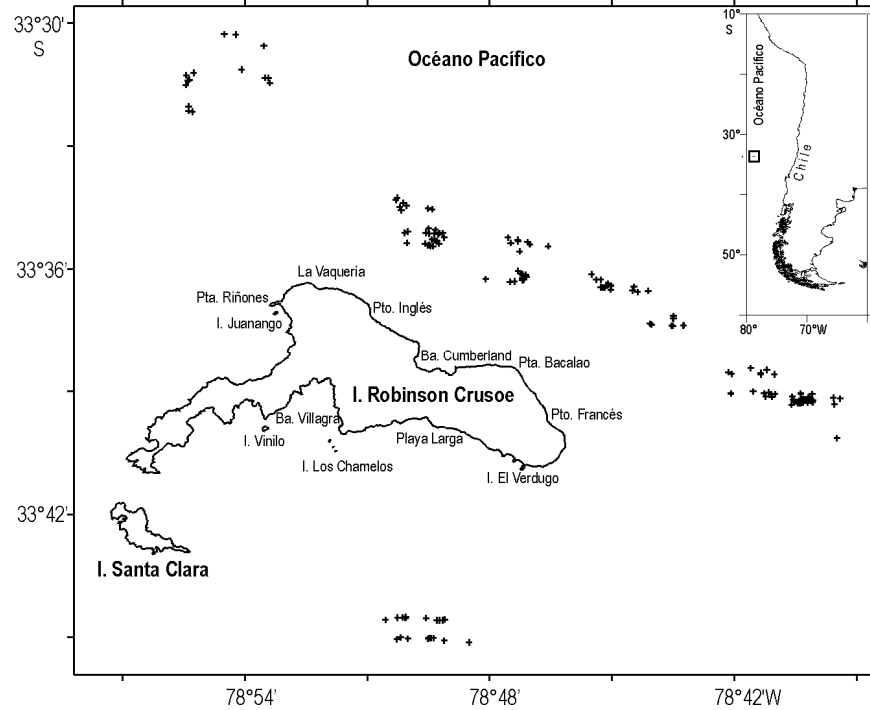 33°30'
S
Océano Pacífico
10°
S
Océano Pacífico
30°
Chile
50°
80°
70°W
33°36'
La Vaquería
Pta. Riñones
Pto. Inglés
I. Juanango
Ba. Cumberland
Pta. Bacalao
I. Robinson Crusoe
Ba. Villagra
Pto. Francés
I. Vinilo
Playa Larga
I. Los Chamelos
I. El Verdugo
33°42'
I. Santa Clara
78°54'
78°48'
78°42'W